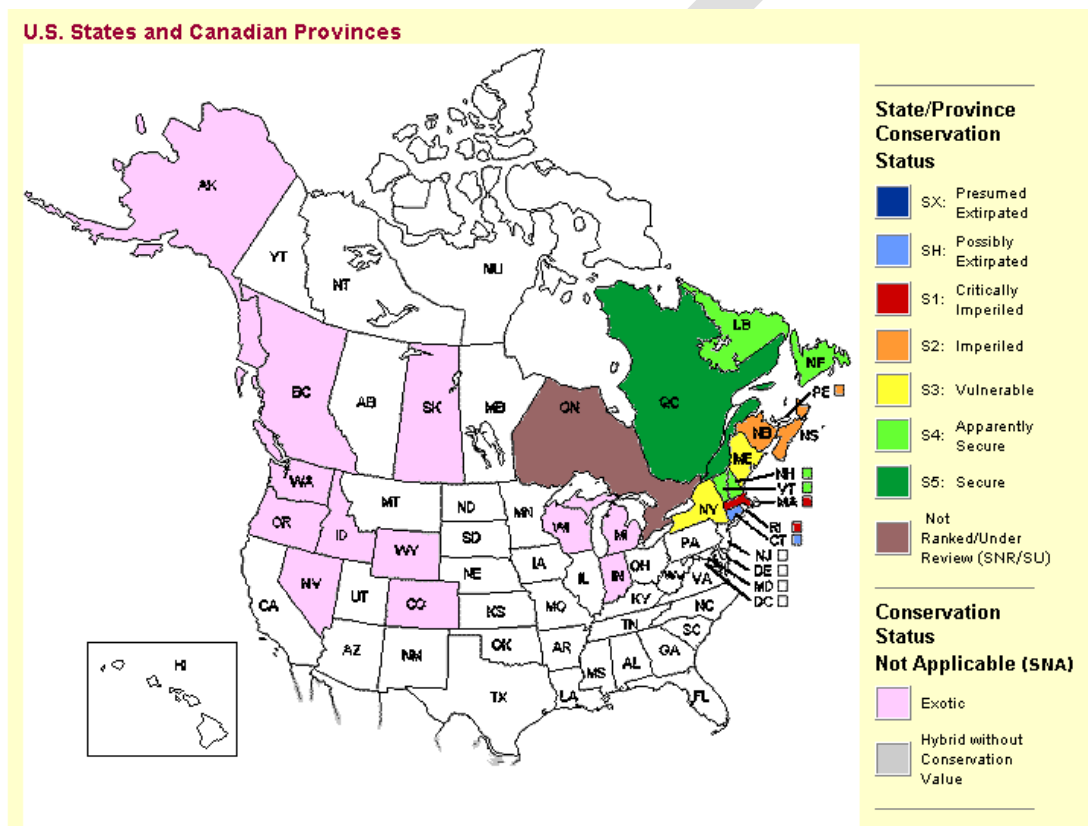 U.S. States and Canadian Provinces
AK
YT
NT
NU
BC
AB
SK
MB
ON
QC
LB
NF
PE
NB
NS
ME
NH
VT
MA
RI
CT
NJ
DE
MD
DC
WA
OR
ID
MT
WY
NV
CA
UT
CO
AZ
NM
ND
SD
NE
KS
OK
TX
MN
IA
MO
AR
LA
WI
IL
MI
IN
OH
KY
TN
MS
AL
GA
FL
SC
NC
VA
WV
PA
NY
HI
State/Province
Conservation
Status
SX: Presumed
Extirpated
SH: Possibly
Extirpated
S1: Critically
Imperiled
S2: Imperiled
S3: Vulnerable
S4: Apparently
Secure
S5: Secure
Not
Ranked/Under
Review (SNR/SU)
Conservation
Status
Not Applicable (SNA)
Exotic
Hybrid without
Conservation
Value